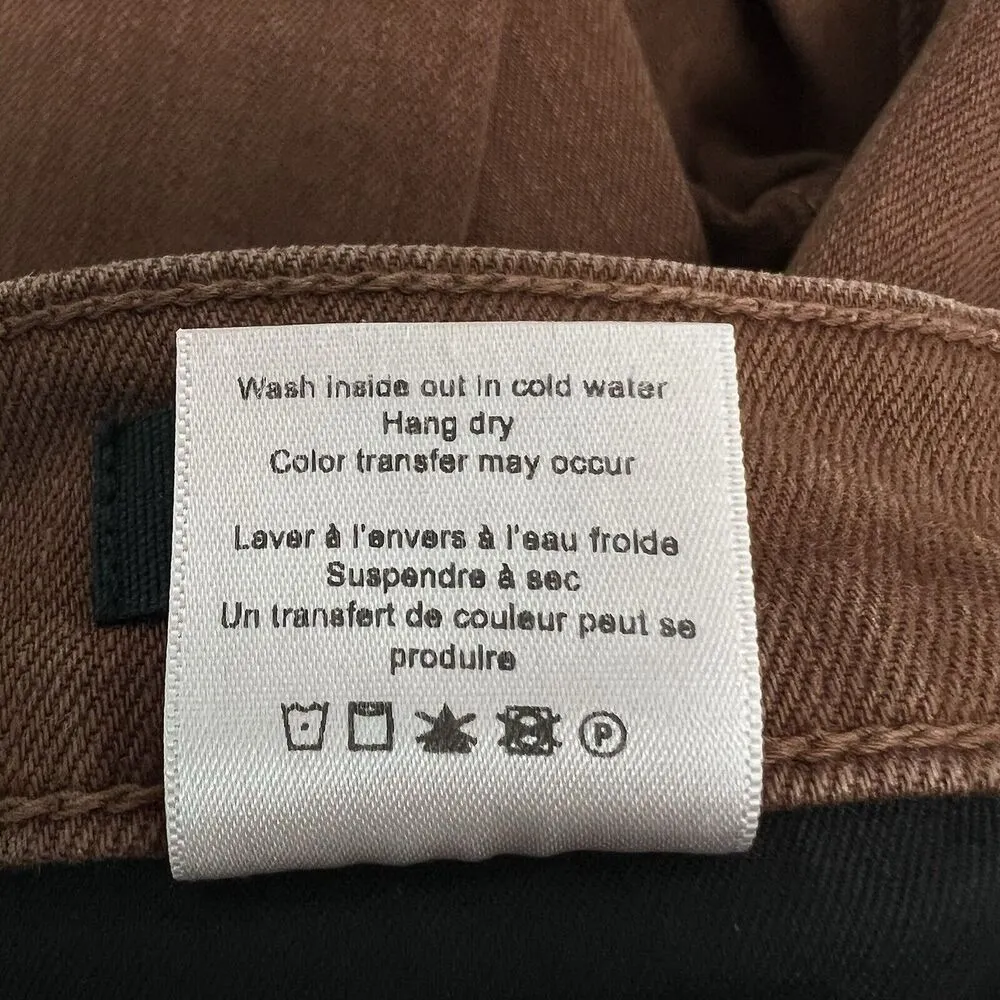 Wash inside out in cold water
Hang dry
Color transfer may occur
Laver à l'envers à l'eau froide
Suspendre à sec
Un transfert de couleur peut se
produire
P